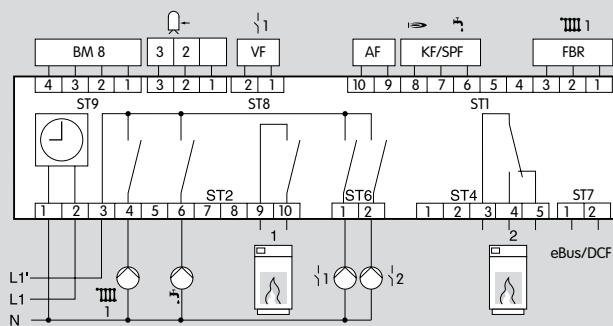 1 1
BM 8 3 2 VF AF KF/SPF FBR
4 3 2 1 3 2 1 2 1 10 9 8 7 6 5 4 3 2 1
ST9 ST8 ST1
ST2 ST6 ST4 ST7
1 2 3 4 5 6 7 8 9 10 1 2 1 2 3 4 5 1 2
1 2
eBus/DCF
L1' 1 2
L1 1
N